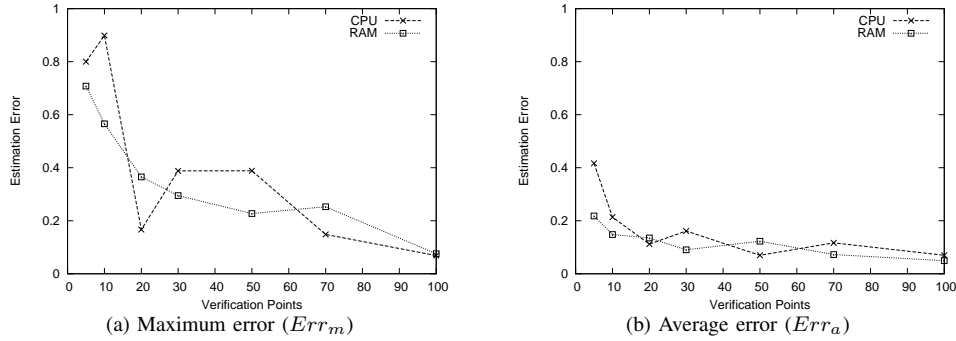 1
0.8
0.6
0.4
0.2
0
Estimation Error
CPU
RAM
0 10 20 30 40 50 60 70 80 90 100
Verification Points
(a) Maximum error (Err_m)
1
0.8
0.6
0.4
0.2
0
Estimation Error
CPU
RAM
0 10 20 30 40 50 60 70 80 90 100
Verification Points
(b) Average error (Err_a)